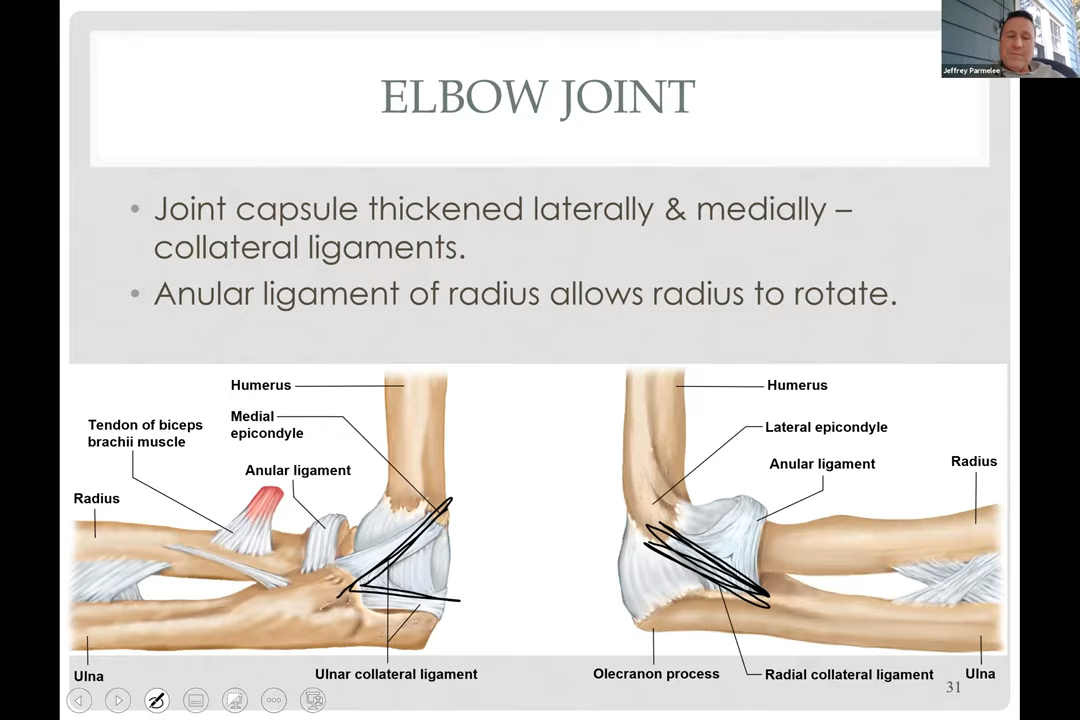 Jeffrey Parmelee
ELBOW JOINT
• Joint capsule thickened laterally & medially –
collateral ligaments.
• Anular ligament of radius allows radius to rotate.
Humerus
Medial
epicondyle
Tendon of biceps
brachii muscle
Anular ligament
Radius
Ulna
Ulnar collateral ligament
Humerus
Lateral epicondyle
Anular ligament
Radius
Olecranon process
Radial collateral ligament
Ulna
31